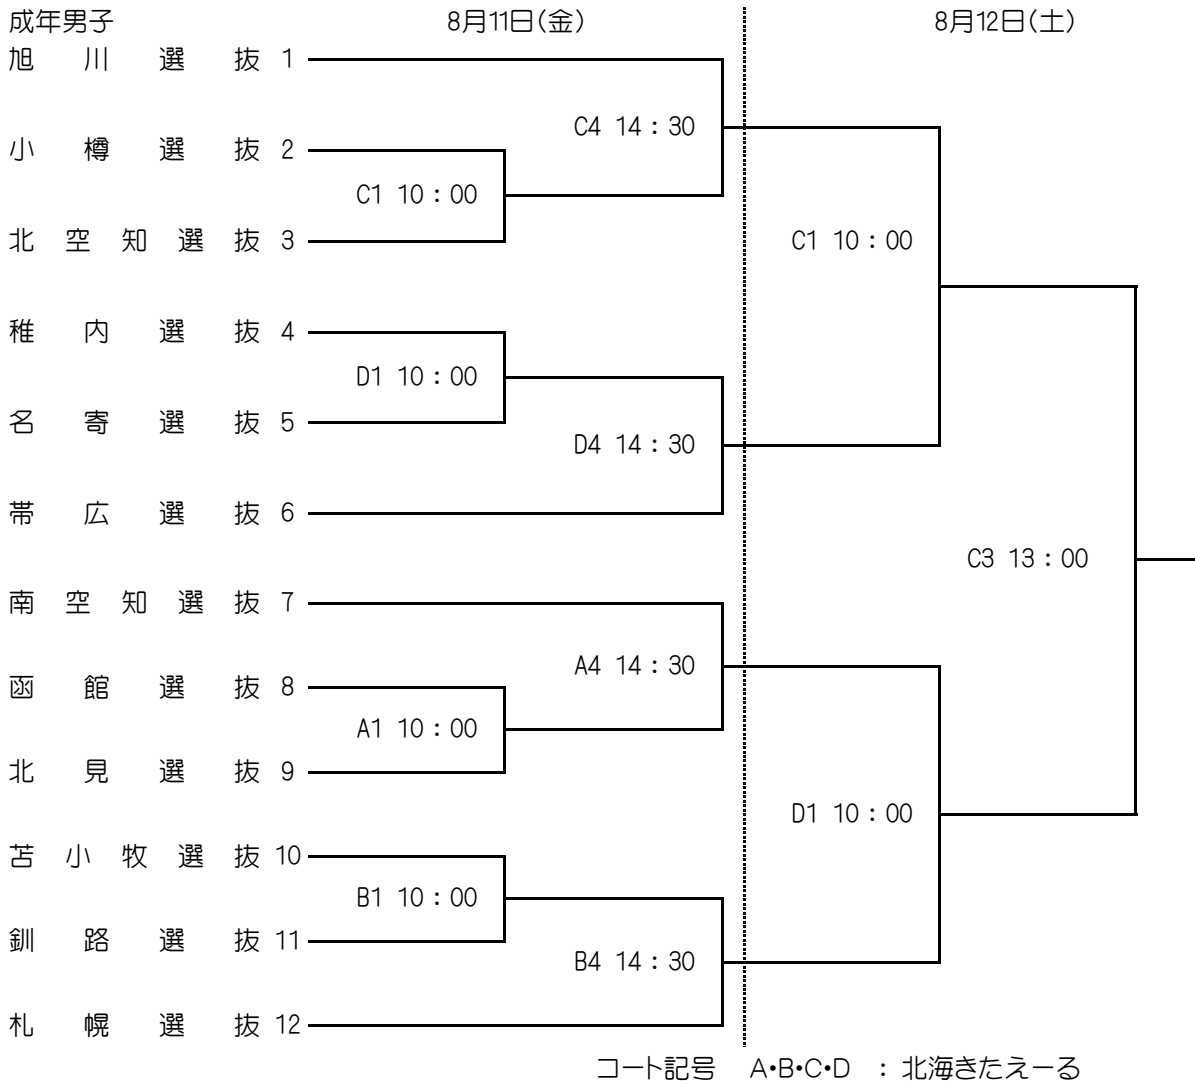 成年男子 8月11日(金) 8月12日(土)
旭川選抜 1
C4 14:30
小樽選抜 2
C1 10:00
北空知選抜 3
C1 10:00
稚内選抜 4
D1 10:00
名寄選抜 5
D4 14:30
帯広選抜 6
C3 13:00
南空知選抜 7
A4 14:30
函館選抜 8
A1 10:00
北見選抜 9
D1 10:00
苫小牧選抜 10
B1 10:00
釧路選抜 11
B4 14:30
札幌選抜 12
コート記号 A・B・C・D :北海きたえーる